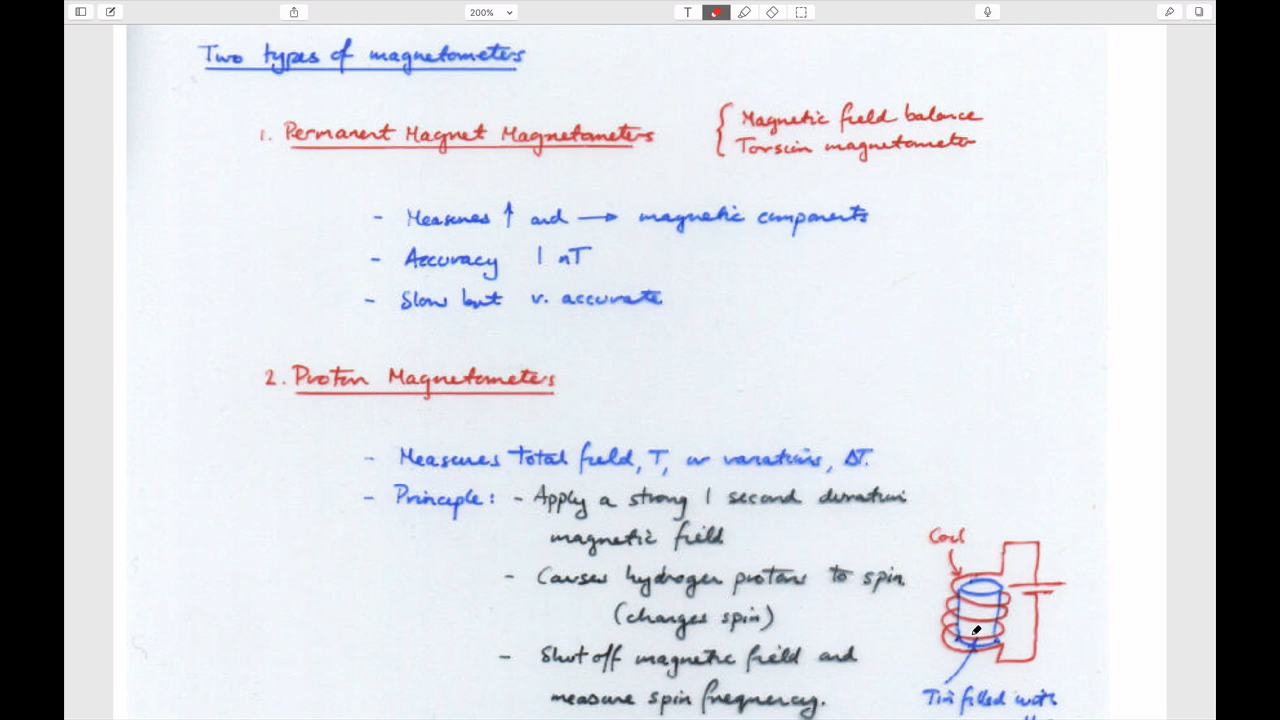 200%
T
Two types of magnetometers
1. Permanent Magnet Magnetometers
Magnetic field balance
Torsion magnetometer
- Measures ↑ and → magnetic components
- Accuracy 1 nT
- Slow but v. accurate
2. Proton Magnetometers
- Measures total field, T, or variations, ΔT.
- Principle: - Apply a strong 1 second duration
magnetic field
- Causes hydrogen protons to spin
(changes spin)
- Shut off magnetic field and
measure spin frequency.
Coil
Tin filled with